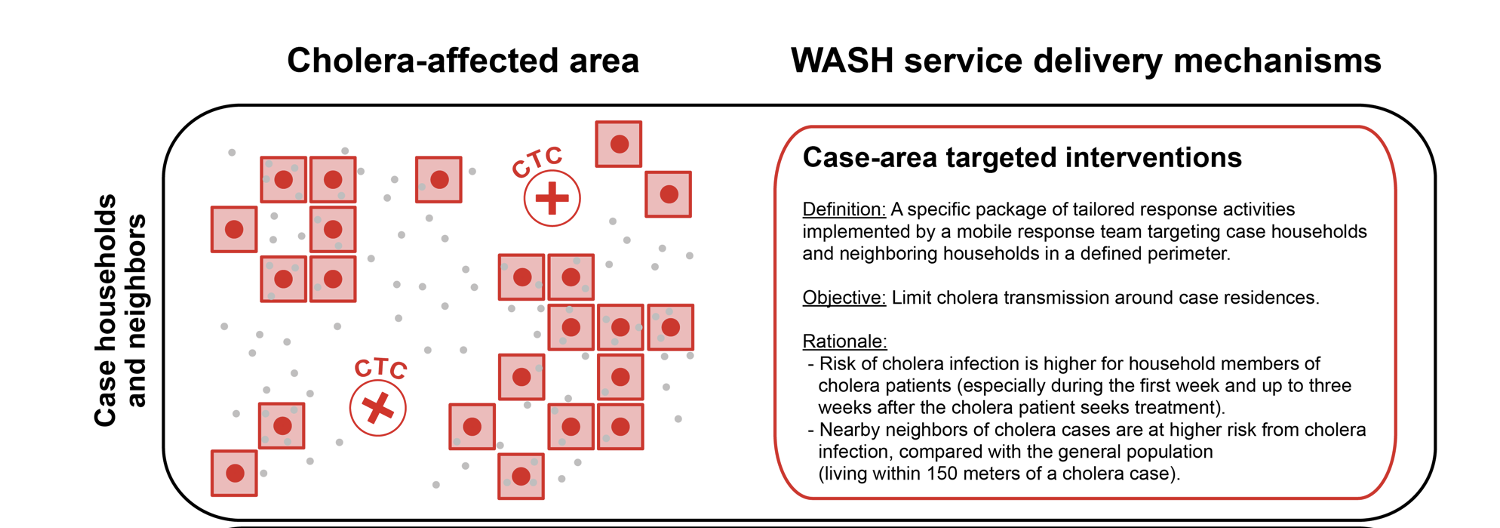 Cholera-affected area
WASH service delivery mechanisms
Case households
and neighbors
CTC
CTC
Case-area targeted interventions
Definition: A specific package of tailored response activities
implemented by a mobile response team targeting case households
and neighboring households in a defined perimeter.
Objective: Limit cholera transmission around case residences.
Rationale:
- Risk of cholera infection is higher for household members of
cholera patients (especially during the first week and up to three
weeks after the cholera patient seeks treatment).
- Nearby neighbors of cholera cases are at higher risk from cholera
infection, compared with the general population
(living within 150 meters of a cholera case).